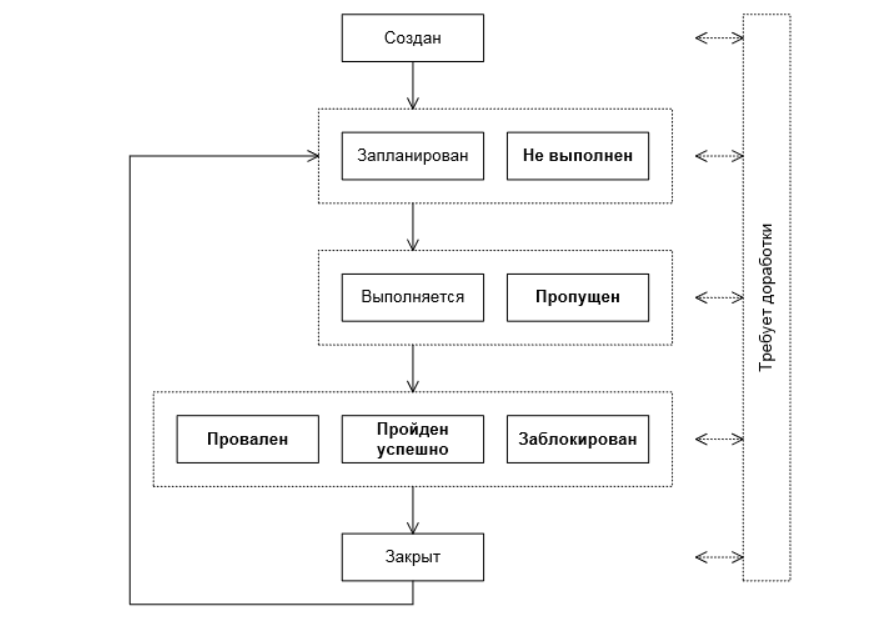 Создан
Запланирован
Не выполнен
Выполняется
Пропущен
Провален
Пройден
успешно
Заблокирован
Закрыт
Требует доработки